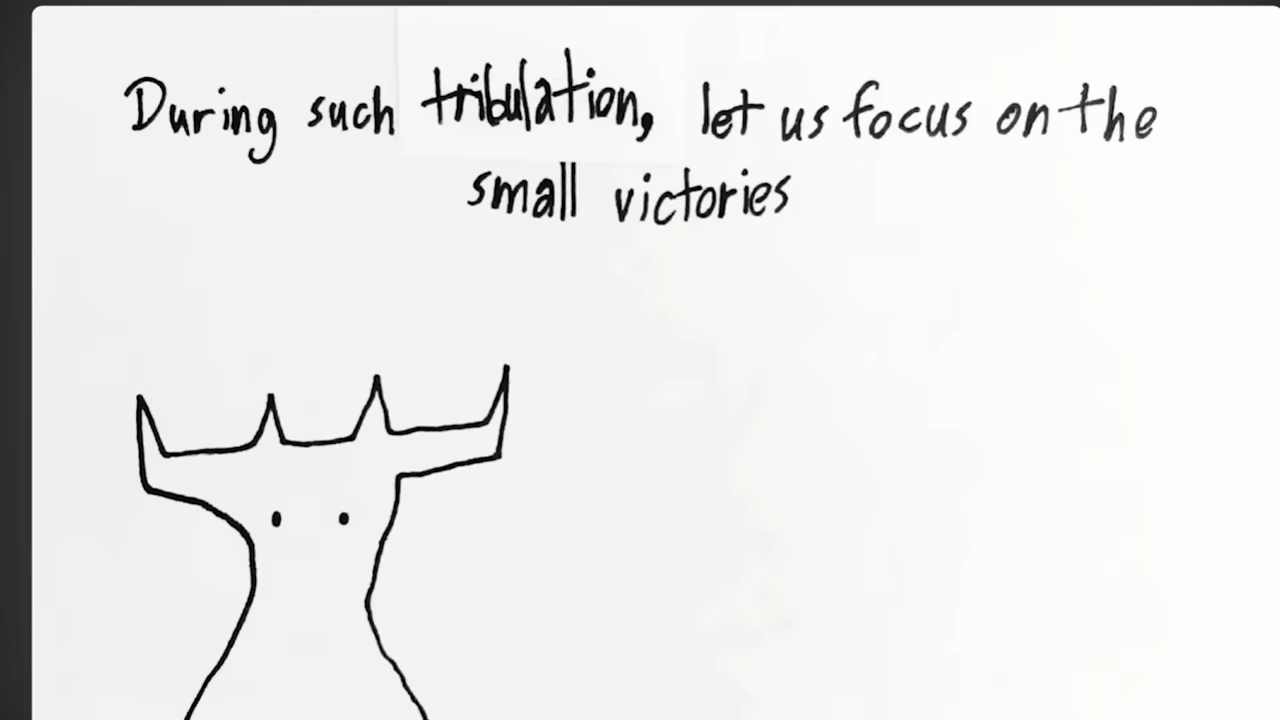 During such tribulation, let us focus on the
small victories